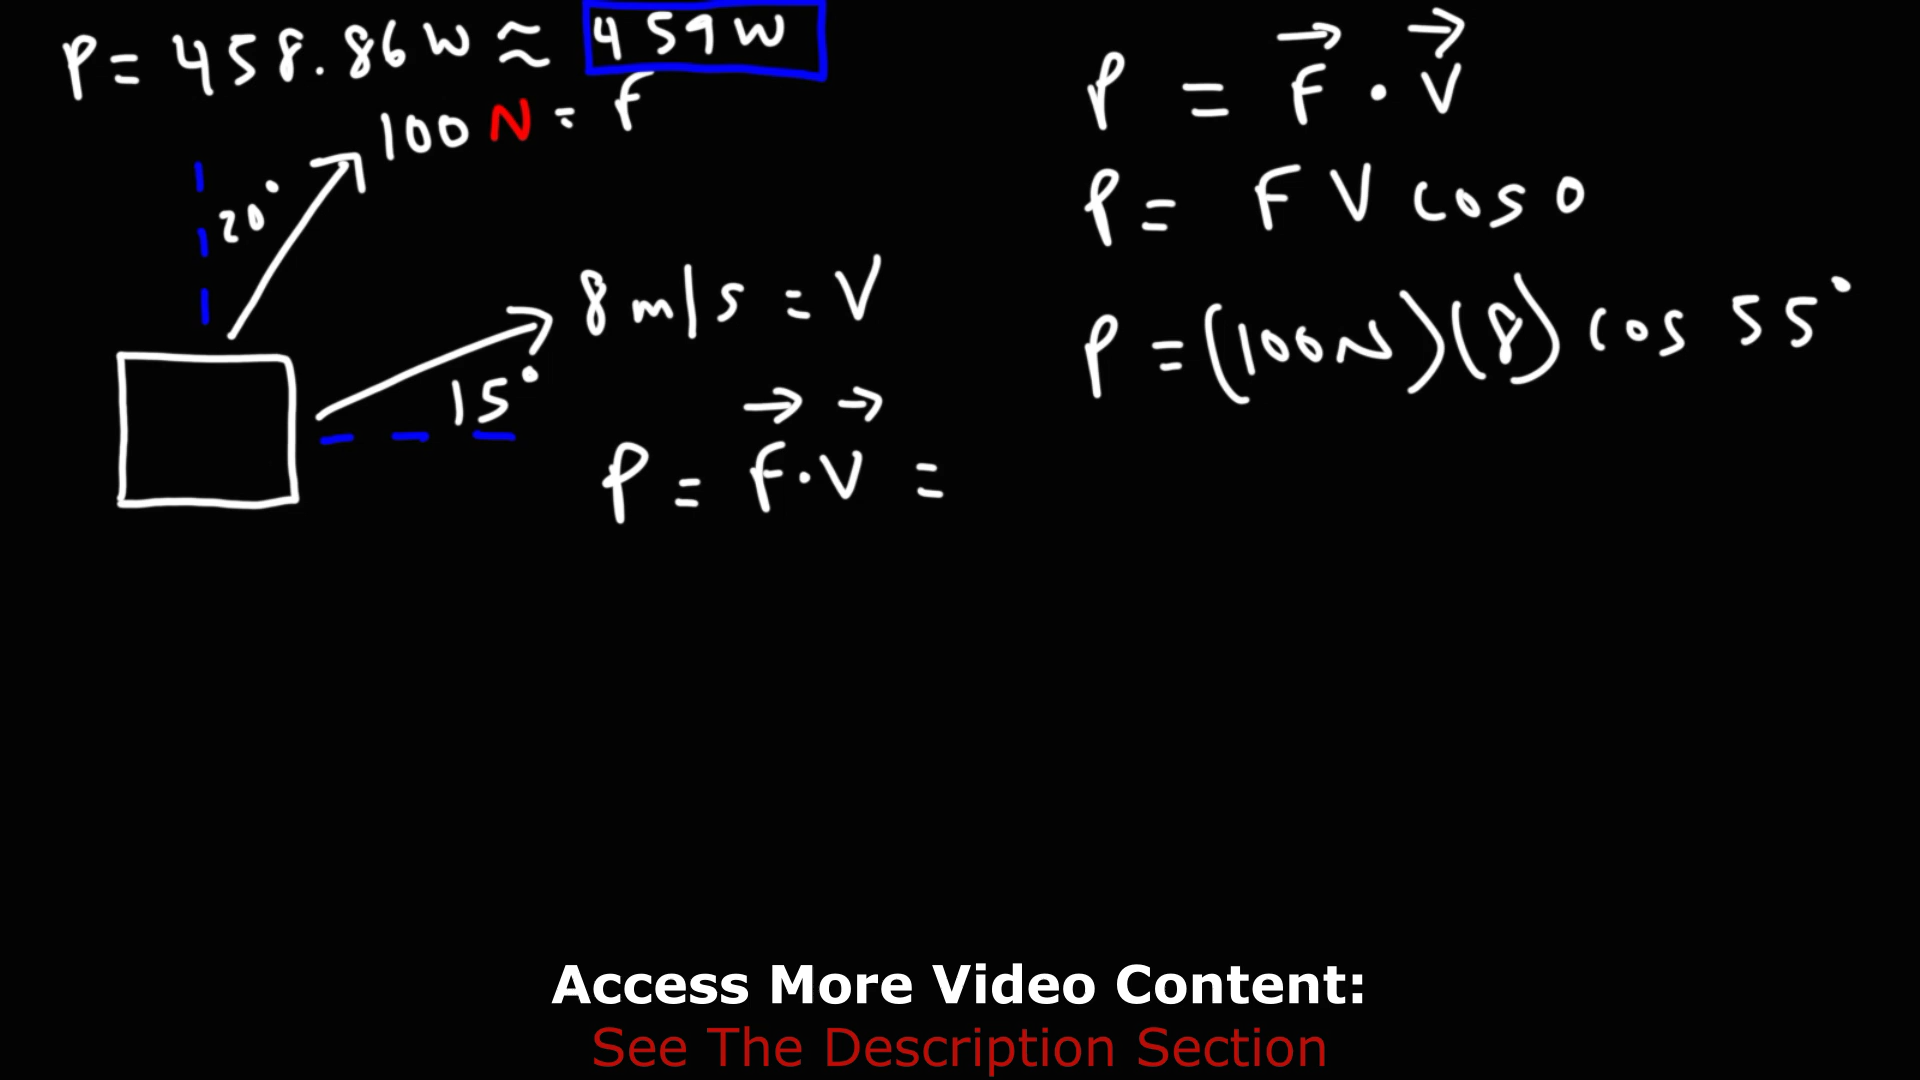 P = 458.86 W ≈ 459 W
100 N = F
20°
8 m/s = V
15°
P = F⃗ · V⃗ =
P = F⃗ · V⃗
P = F V cos θ
P = (100N)(8) cos 55°
Access More Video Content:
See The Description Section